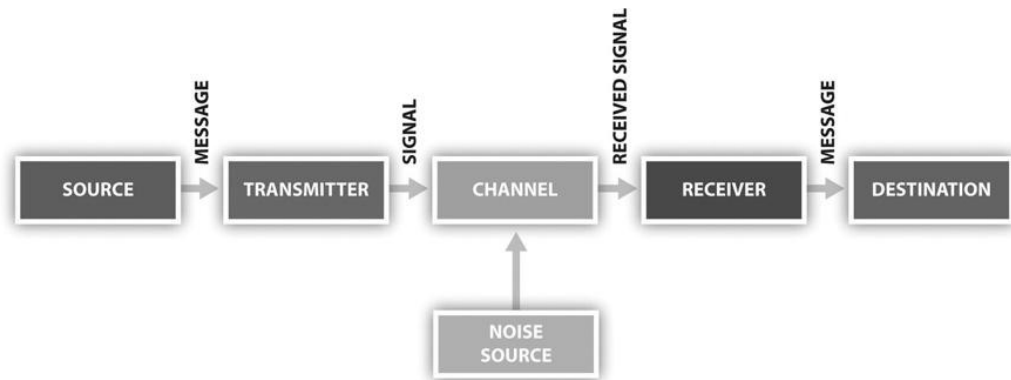 MESSAGE
SIGNAL
RECEIVED SIGNAL
MESSAGE
SOURCE
TRANSMITTER
CHANNEL
RECEIVER
DESTINATION
NOISE
SOURCE